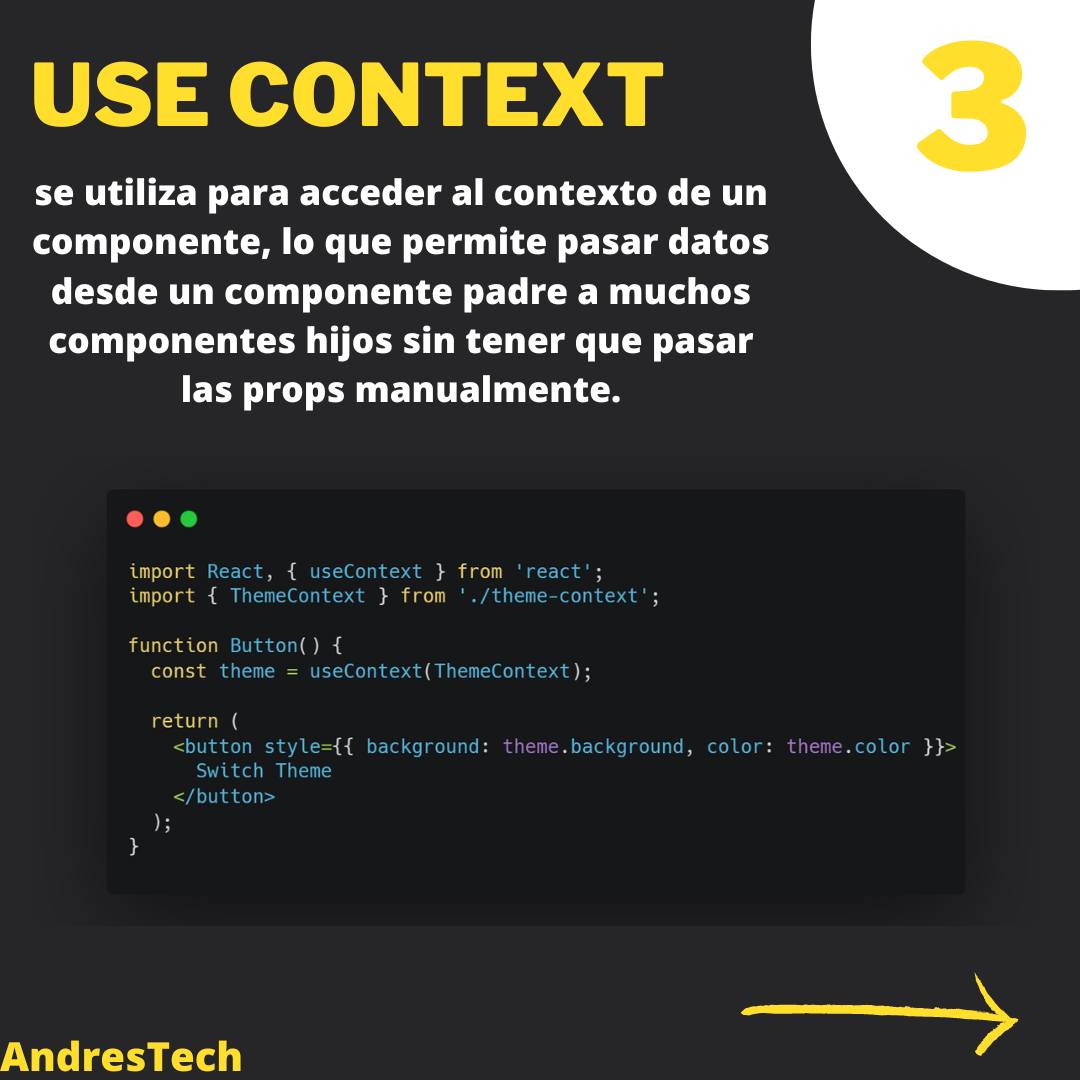 USE CONTEXT
3
se utiliza para acceder al contexto de un
componente, lo que permite pasar datos
desde un componente padre a muchos
componentes hijos sin tener que pasar
las props manualmente.
import React, { useContext } from 'react';
import { ThemeContext } from './theme-context';
function Button() {
  const theme = useContext(ThemeContext);
  return (
    <button style={{ background: theme.background, color: theme.color }}>
      Switch Theme
    </button>
  );
}
AndresTech